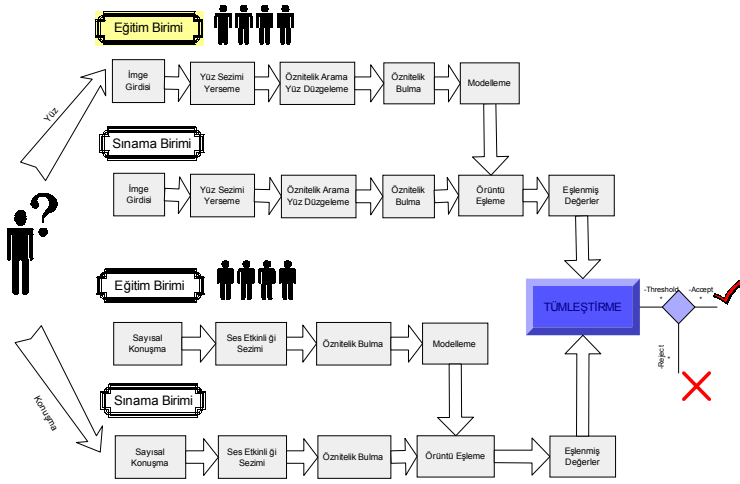 Eğitim Birimi
İmge
Girdisi
Yüz Sezimi
Yerseme
Öznitelik Arama
Yüz Düzgeleme
Öznitelik
Bulma
Modelleme
Yüz
Sınama Birimi
İmge
Girdisi
Yüz Sezimi
Yerseme
Öznitelik Arama
Yüz Düzgeleme
Öznitelik
Bulma
Örüntü
Eşleme
Eşlenmiş
Değerler
?
Eğitim Birimi
TÜMLEŞTİRME
-Threshold
*
-Accept
*
-Reject
*
Sayısal
Konuşma
Ses Etkinli ği
Sezimi
Öznitelik Bulma
Modelleme
Konuşma
Sınama Birimi
Sayısal
Konuşma
Ses Etkinli ği
Sezimi
Öznitelik Bulma
Örüntü Eşleme
Eşlenmiş
Değerler